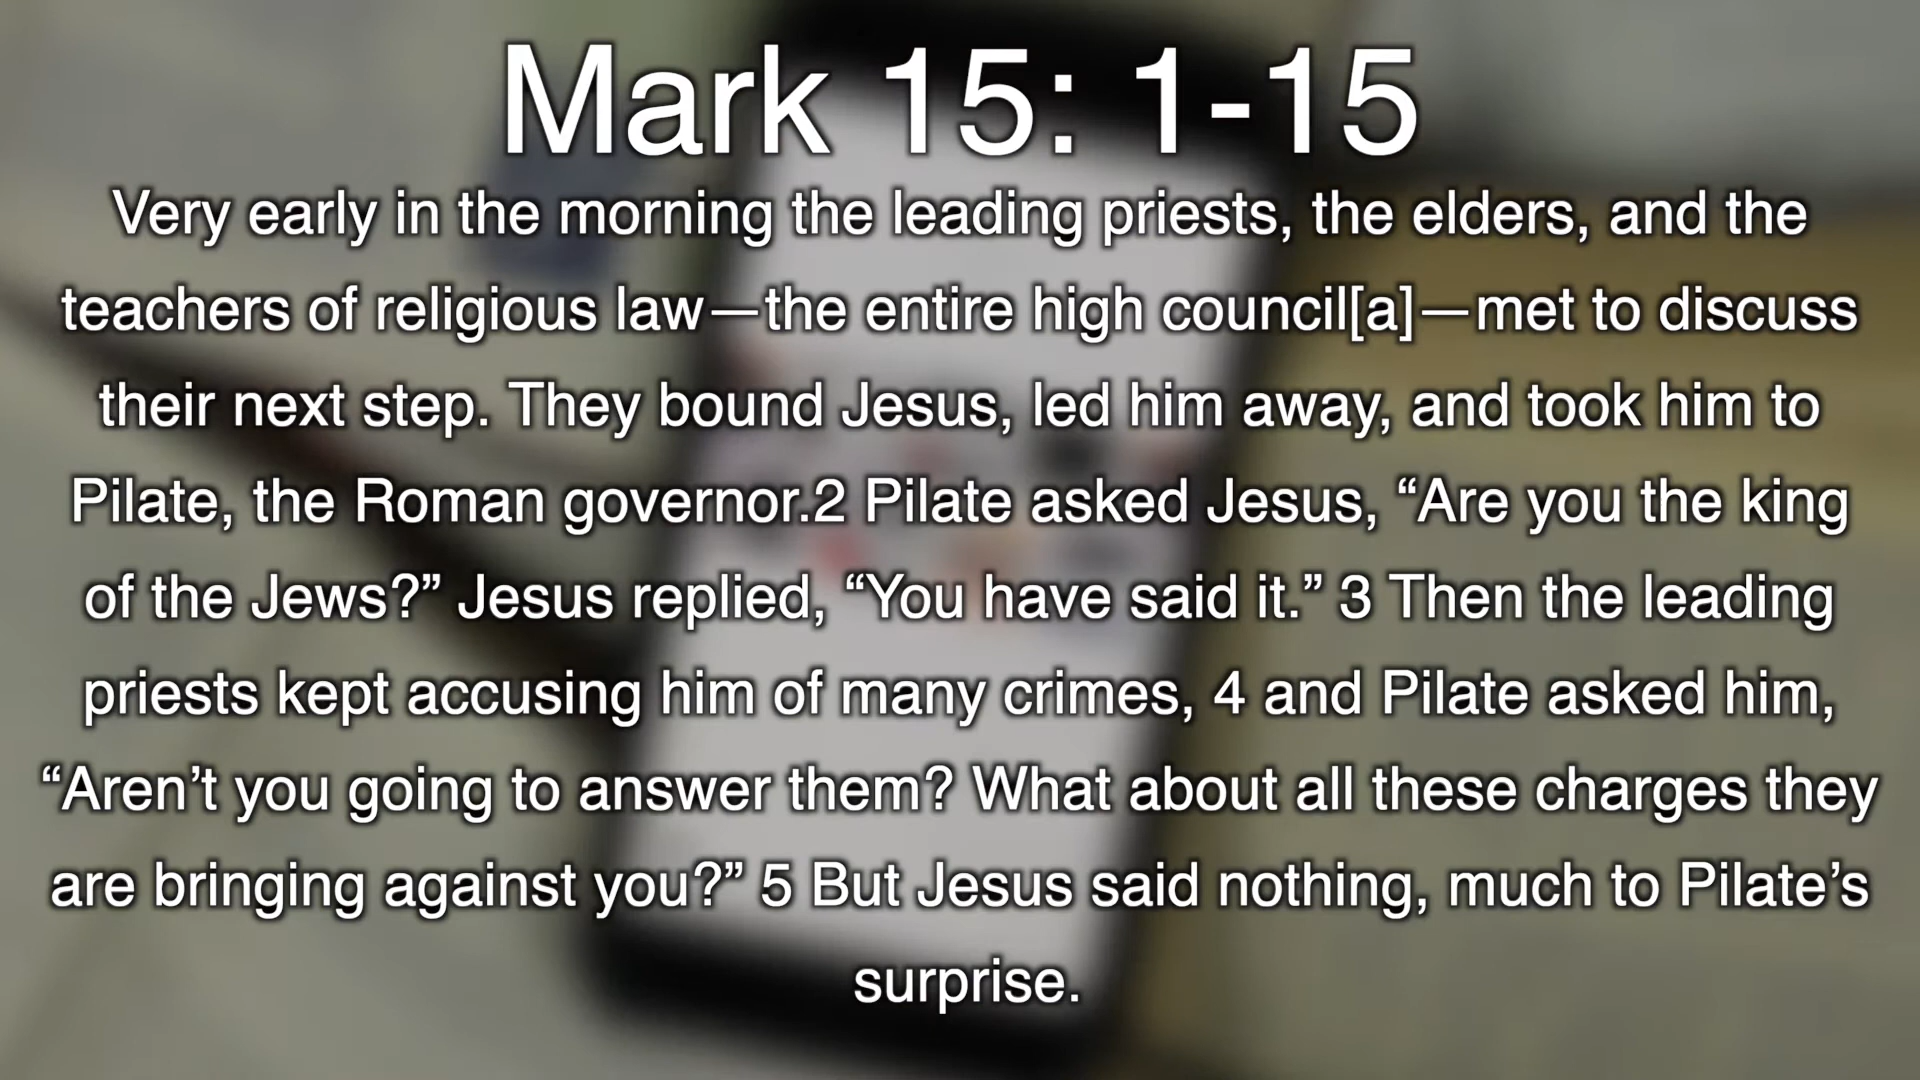 Mark 15: 1-15
Very early in the morning the leading priests, the elders, and the
teachers of religious law—the entire high council[a]—met to discuss
their next step. They bound Jesus, led him away, and took him to
Pilate, the Roman governor.2 Pilate asked Jesus, “Are you the king
of the Jews?” Jesus replied, “You have said it.” 3 Then the leading
priests kept accusing him of many crimes, 4 and Pilate asked him,
“Aren’t you going to answer them? What about all these charges they
are bringing against you?” 5 But Jesus said nothing, much to Pilate’s
surprise.